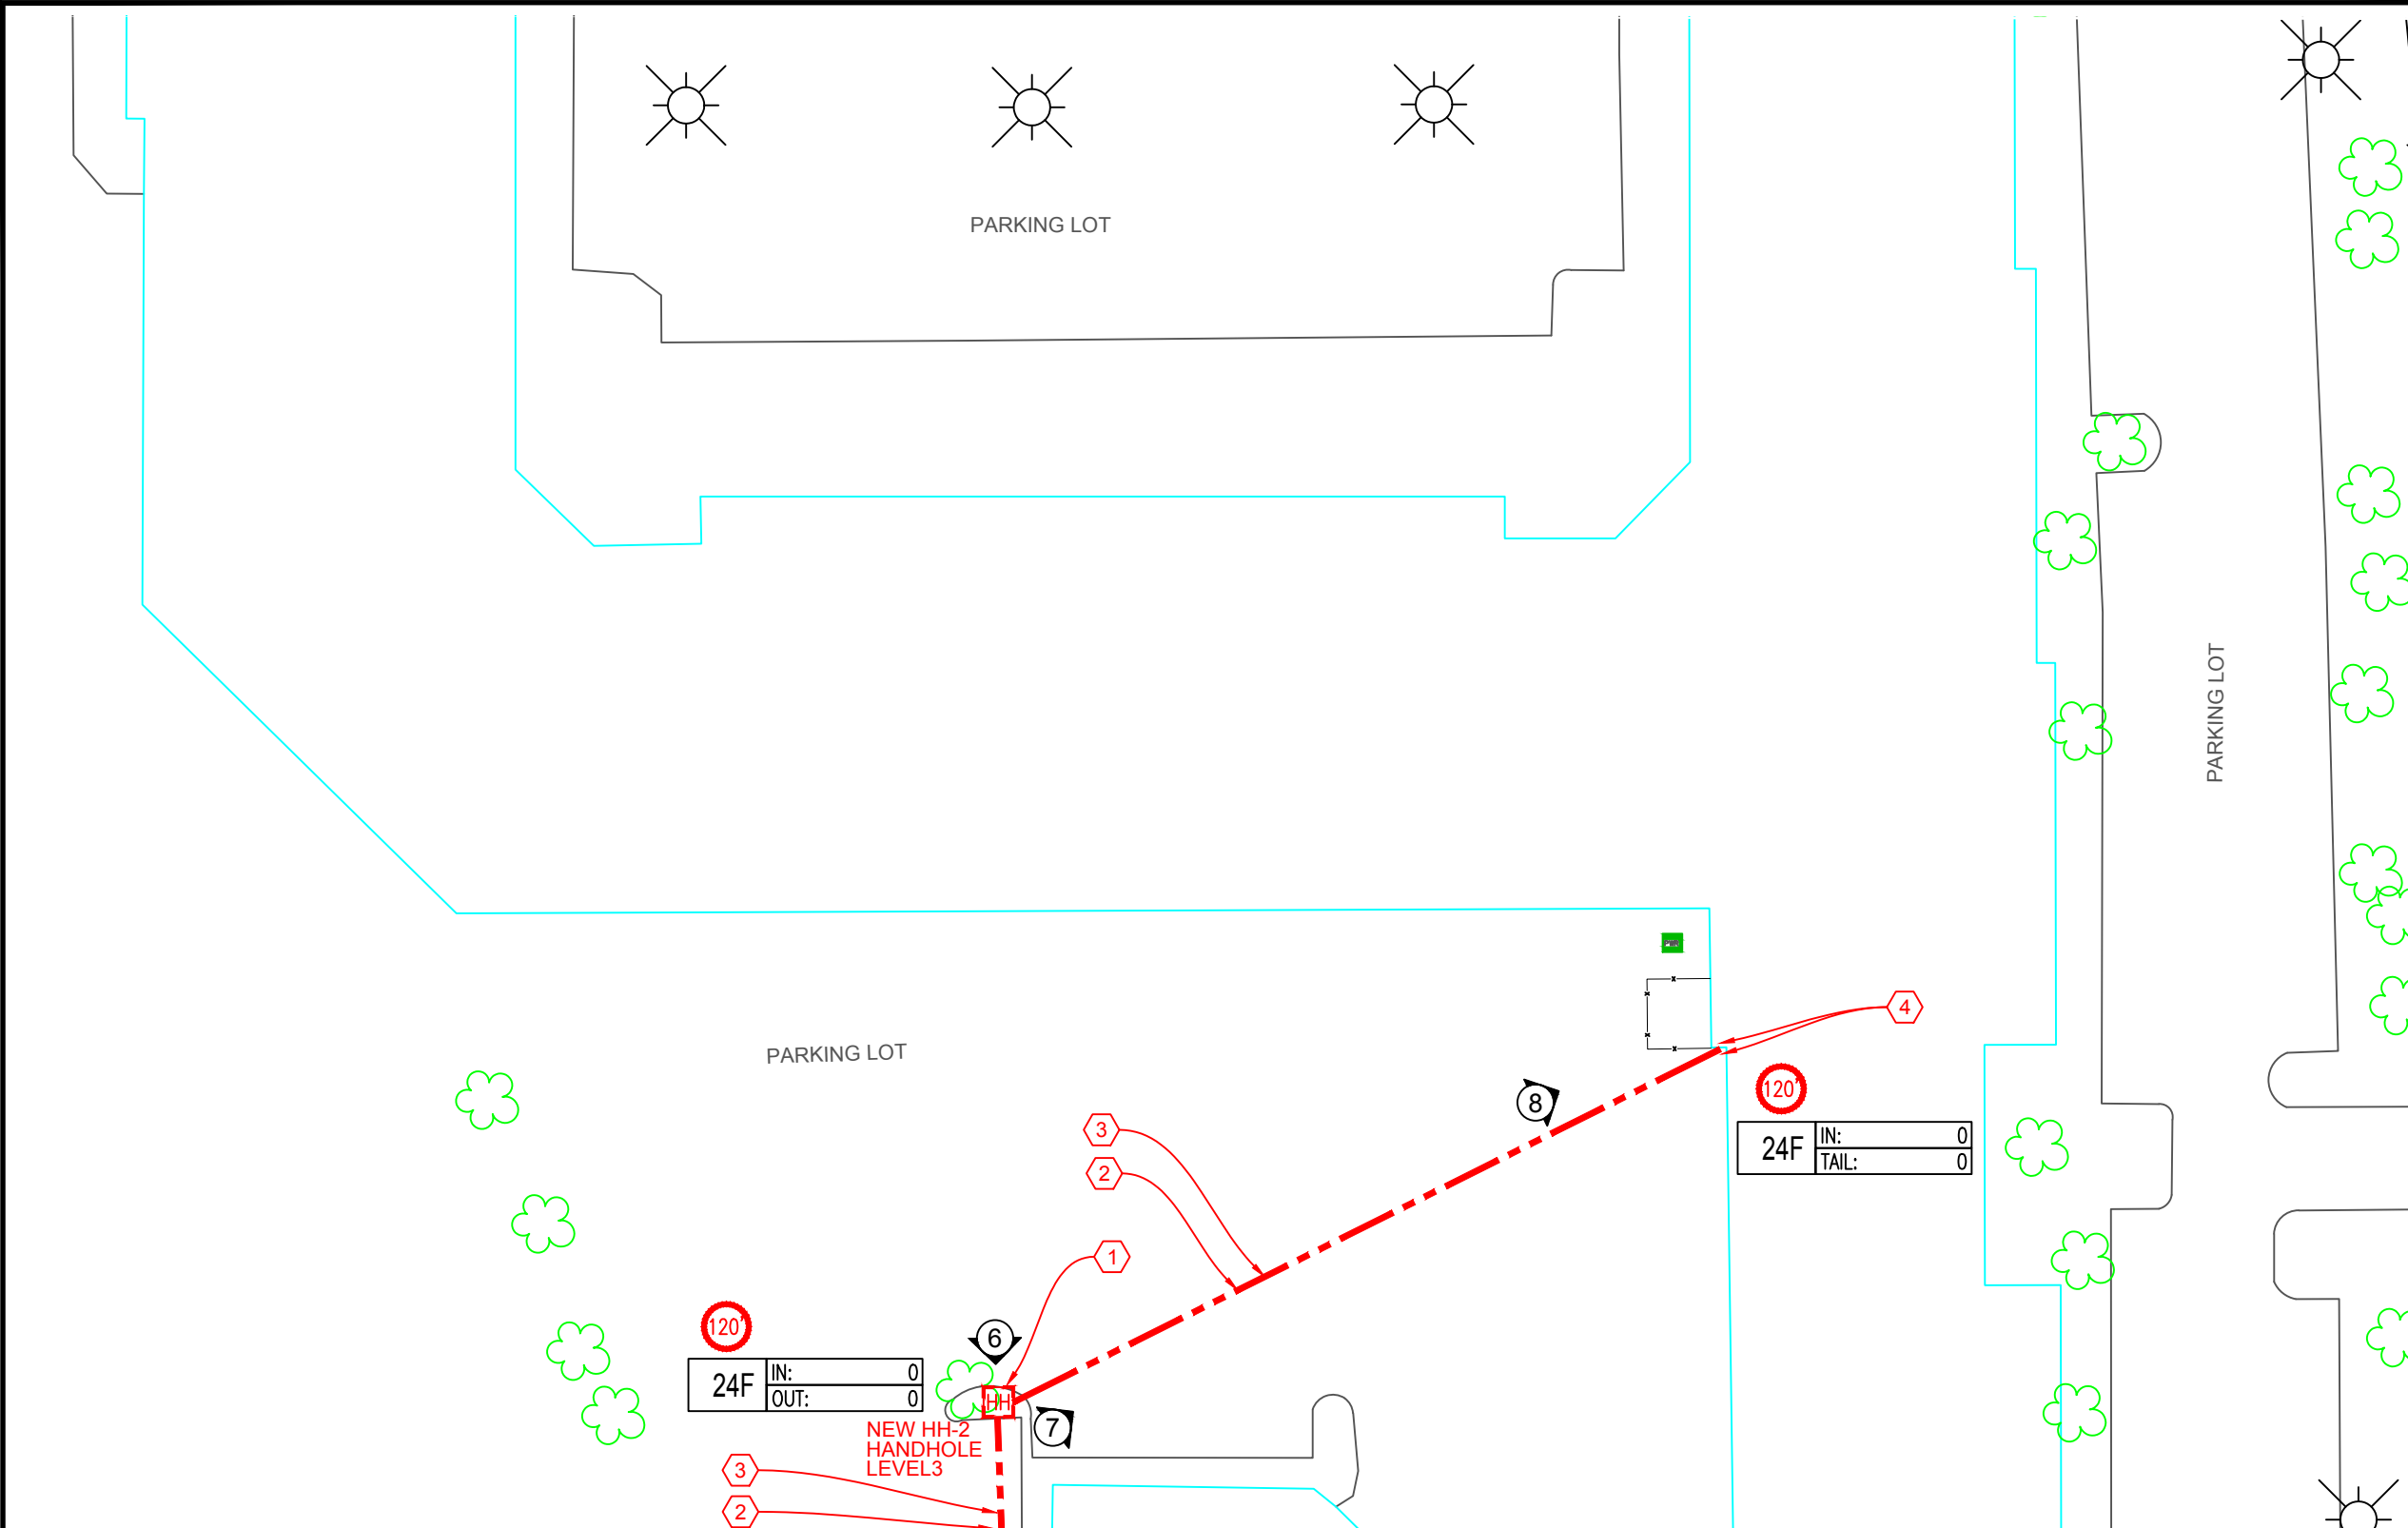 PARKING LOT
PARKING LOT
PARKING LOT
4
120'
24F
IN: 0
TAIL: 0
8
3
2
1
120'
24F
IN: 0
OUT: 0
6
HH
7
NEW HH-2
HANDHOLE
LEVEL3
3
2